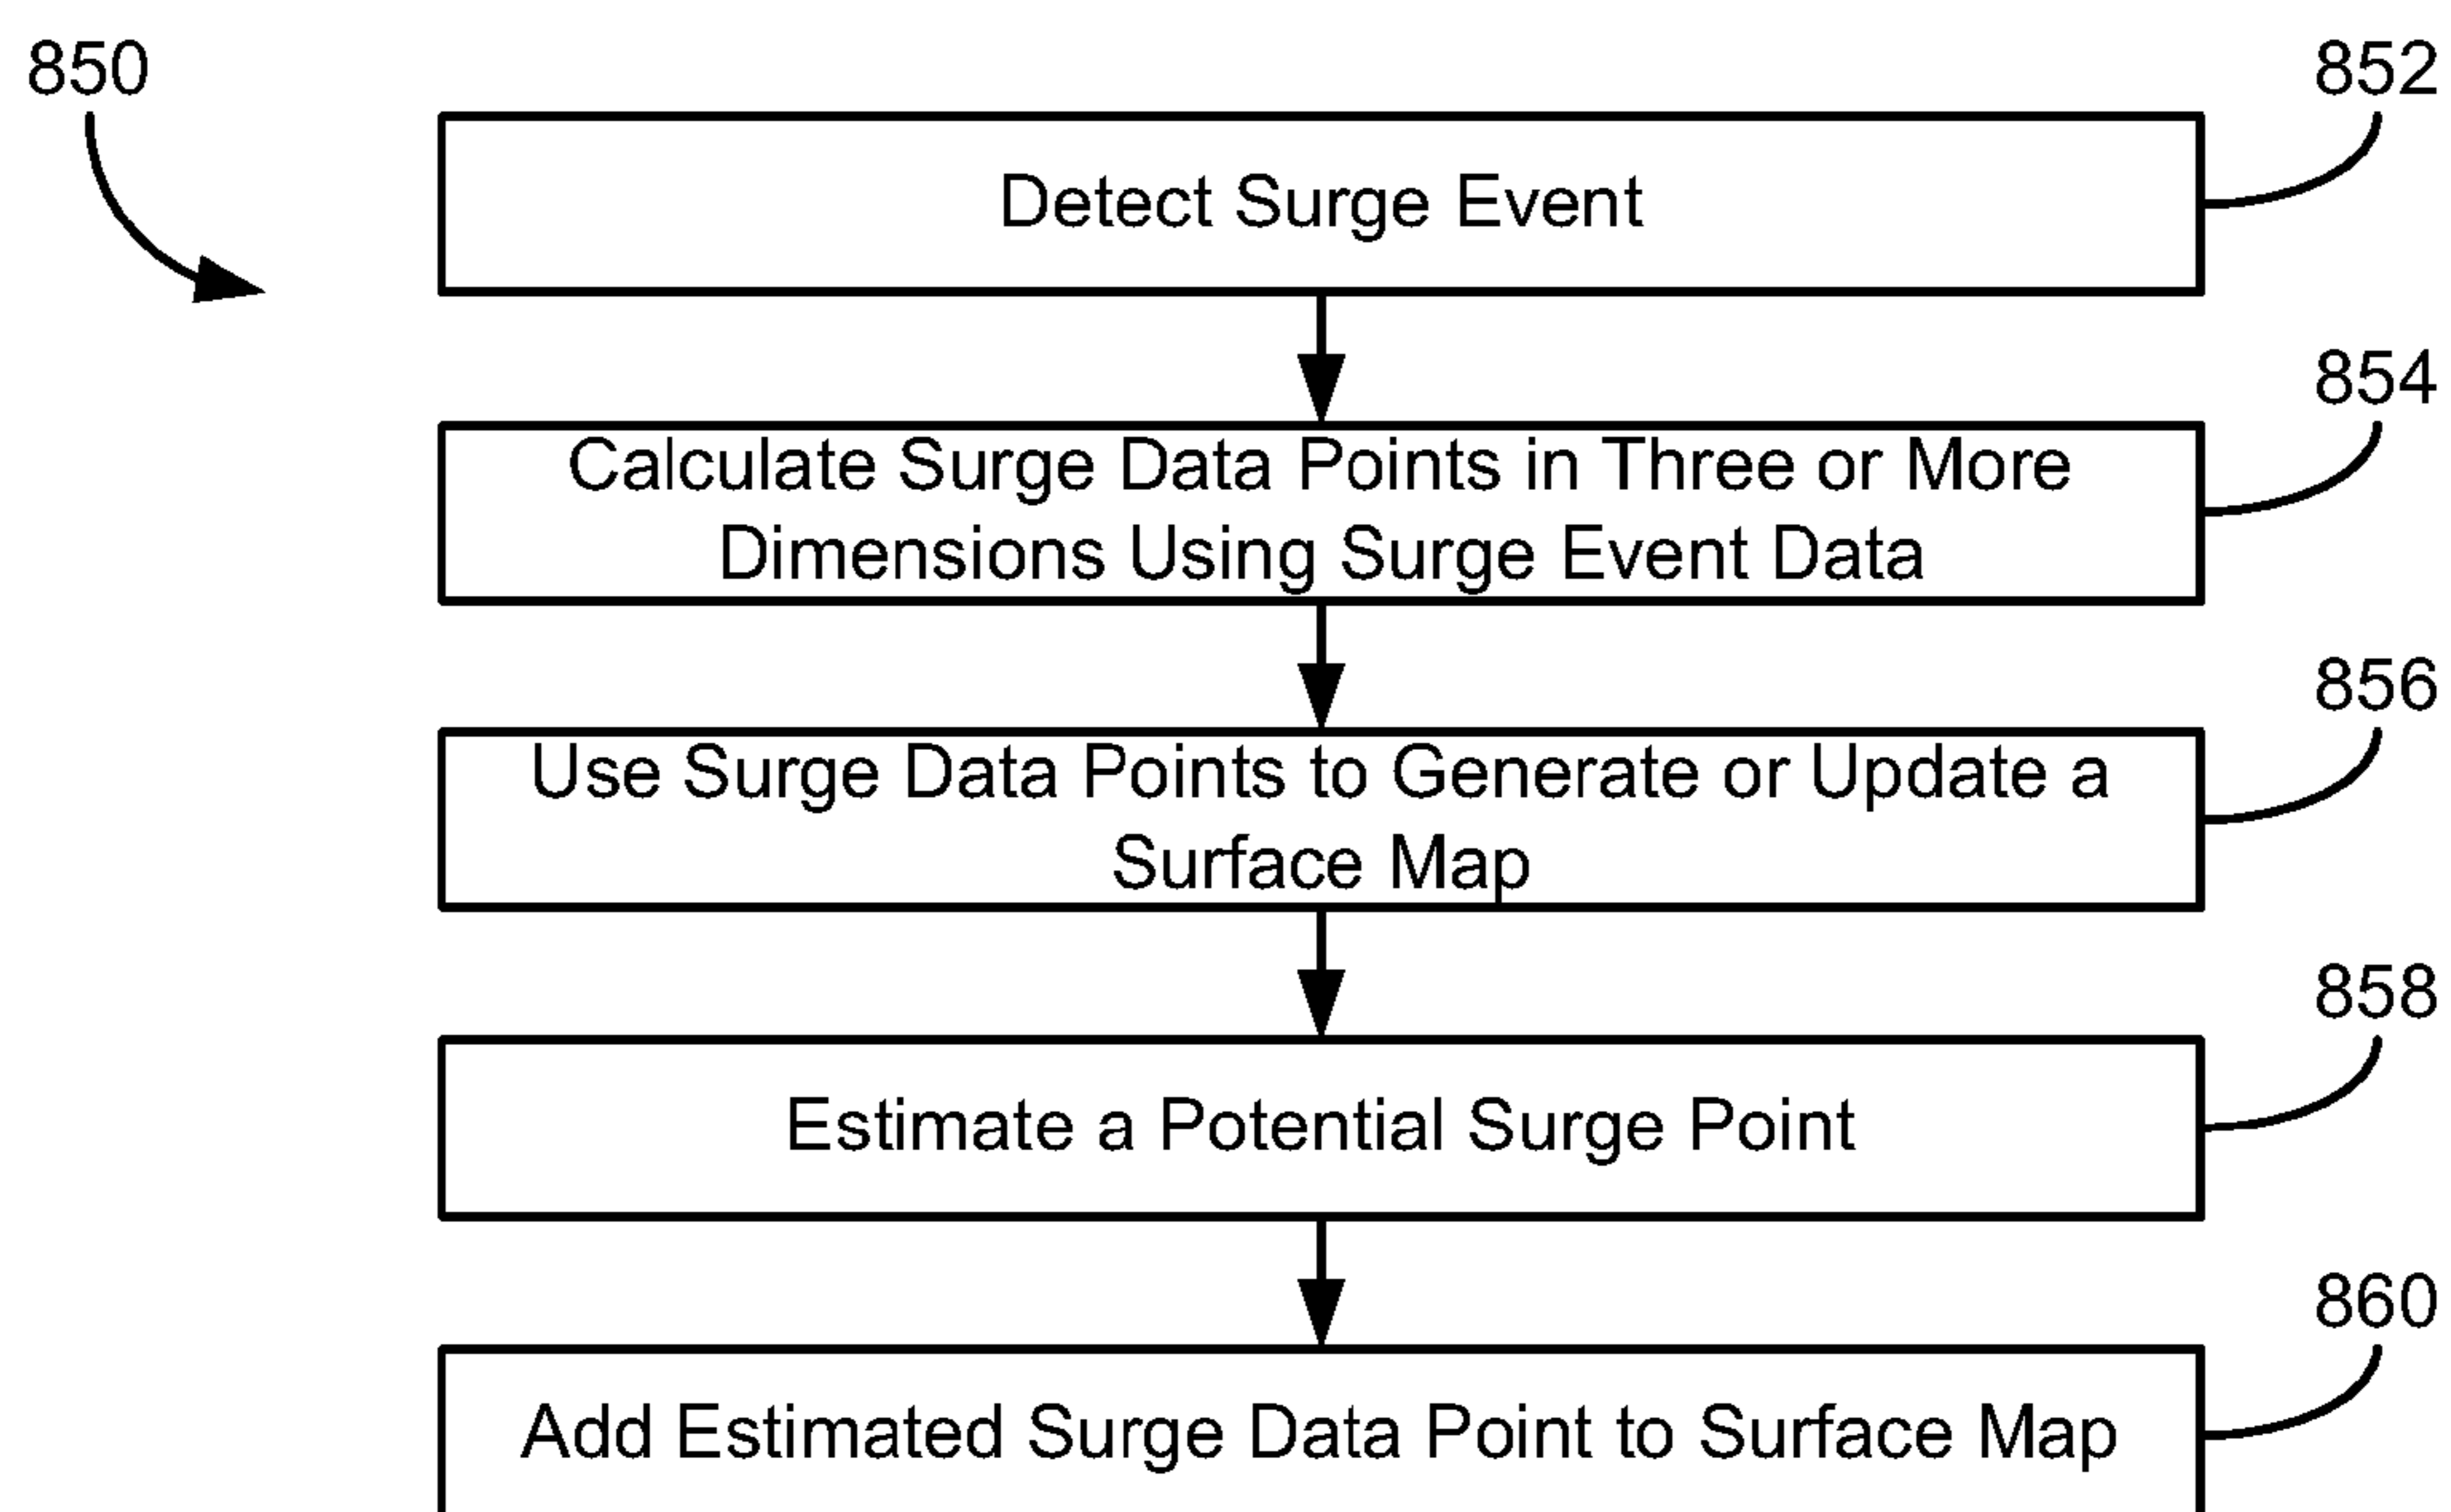 850
852
Detect Surge Event
854
Calculate Surge Data Points in Three or More
Dimensions Using Surge Event Data
856
Use Surge Data Points to Generate or Update a
Surface Map
858
Estimate a Potential Surge Point
860
Add Estimated Surge Data Point to Surface Map